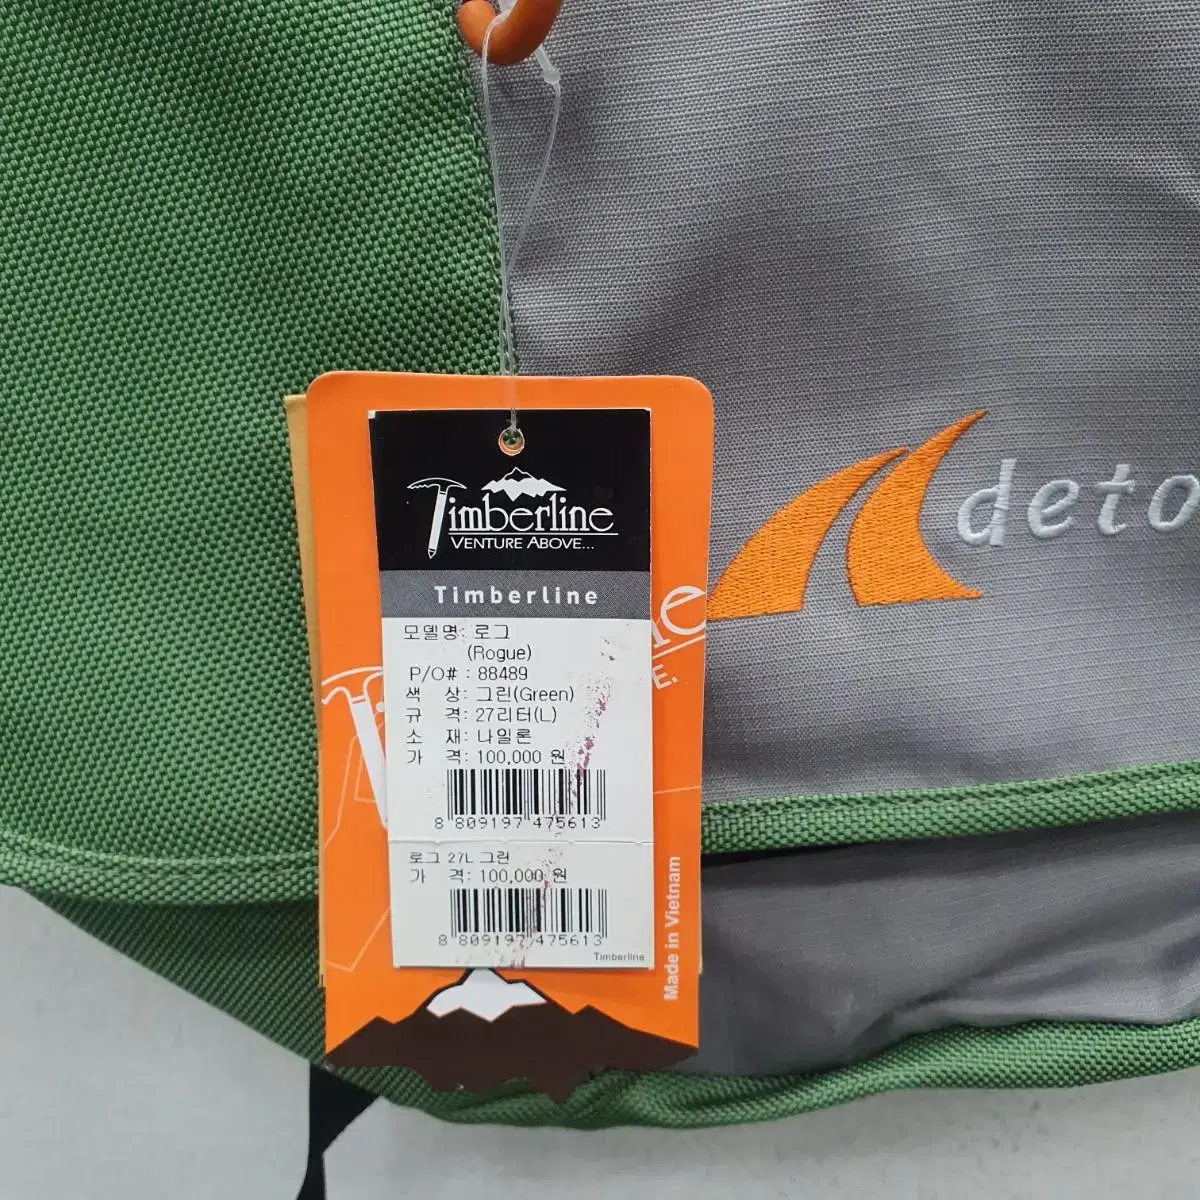 Timberline
VENTURE ABOVE...
Timberline
모델명: 로그
(Rogue)
P/O# : 88489
색 상: 그린(Green)
규 격: 27리터(L)
소 재: 나일론
가 격: 100,000 원
8 809197 475613
로그 27L 그린
가 격: 100,000 원
8 809197 475613
Timberline
Made in Vietnam
deto